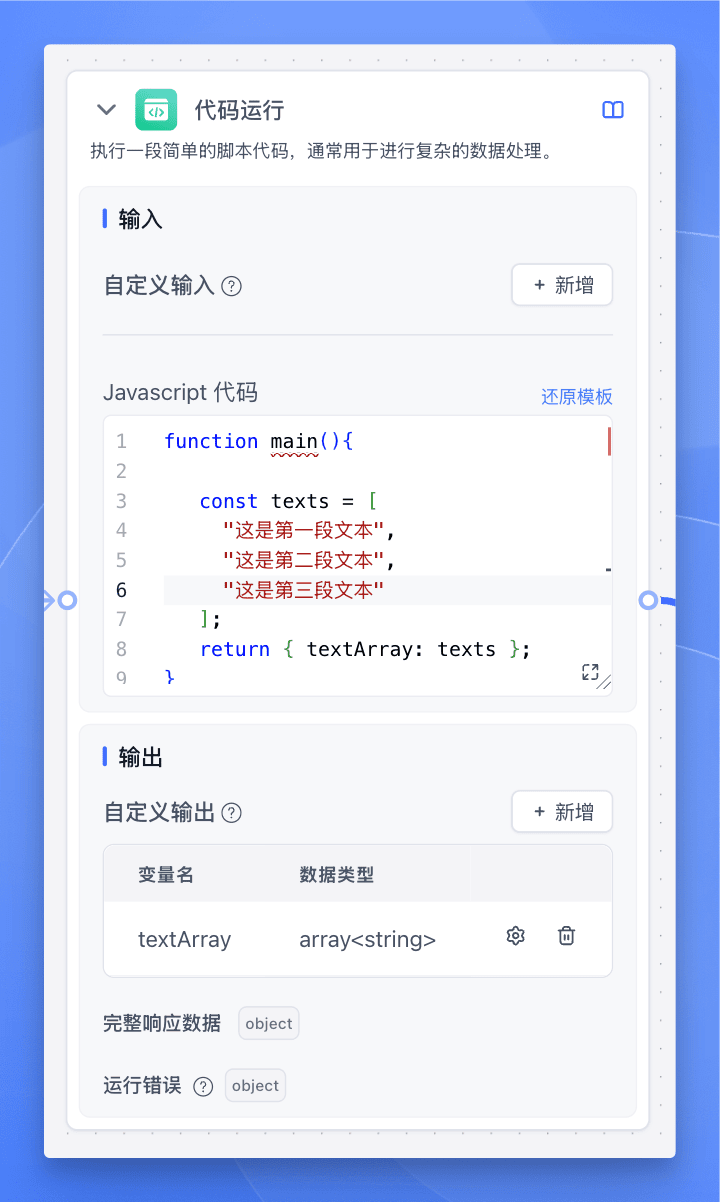 代码运行
执行一段简单的脚本代码，通常用于进行复杂的数据处理。
输入
自定义输入 ?
+ 新增
Javascript 代码
还原模板
1 function main(){
2
3 const texts = [
4 "这是第一段文本",
5 "这是第二段文本",
6 "这是第三段文本"
7 ];
8 return { textArray: texts };
9 }
输出
自定义输出 ?
+ 新增
变量名 数据类型
textArray array<string>
完整响应数据 object
运行错误 ? object